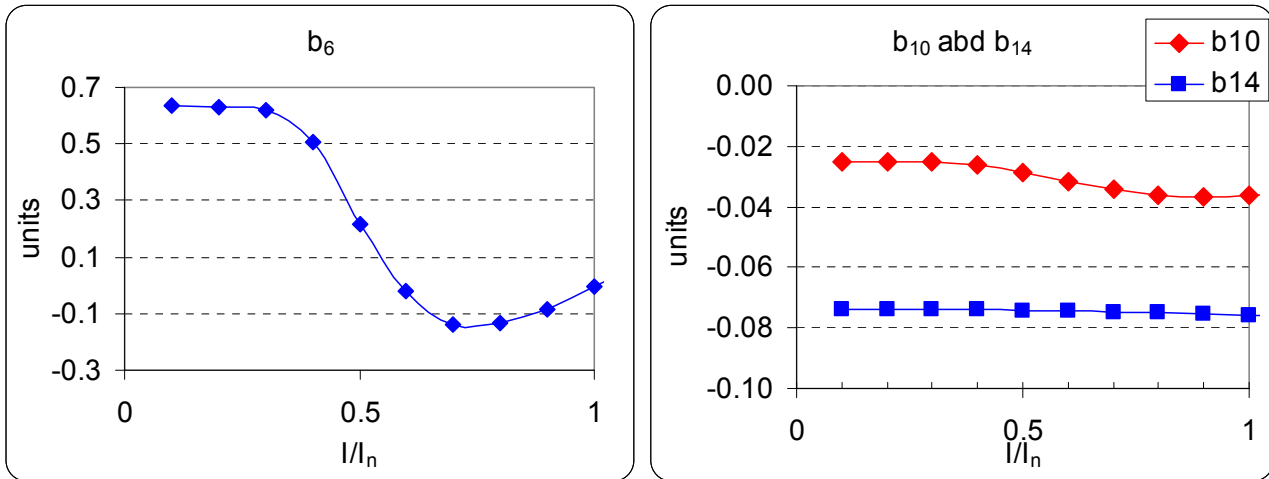 b₆
0.7
0.5
0.3
0.1
-0.1
-0.3
units
0 0.5 1
I/Iₙ
b₁₀ abd b₁₄
b10
b14
0.00
-0.02
-0.04
-0.06
-0.08
-0.10
units
0 0.5 1
I/Iₙ